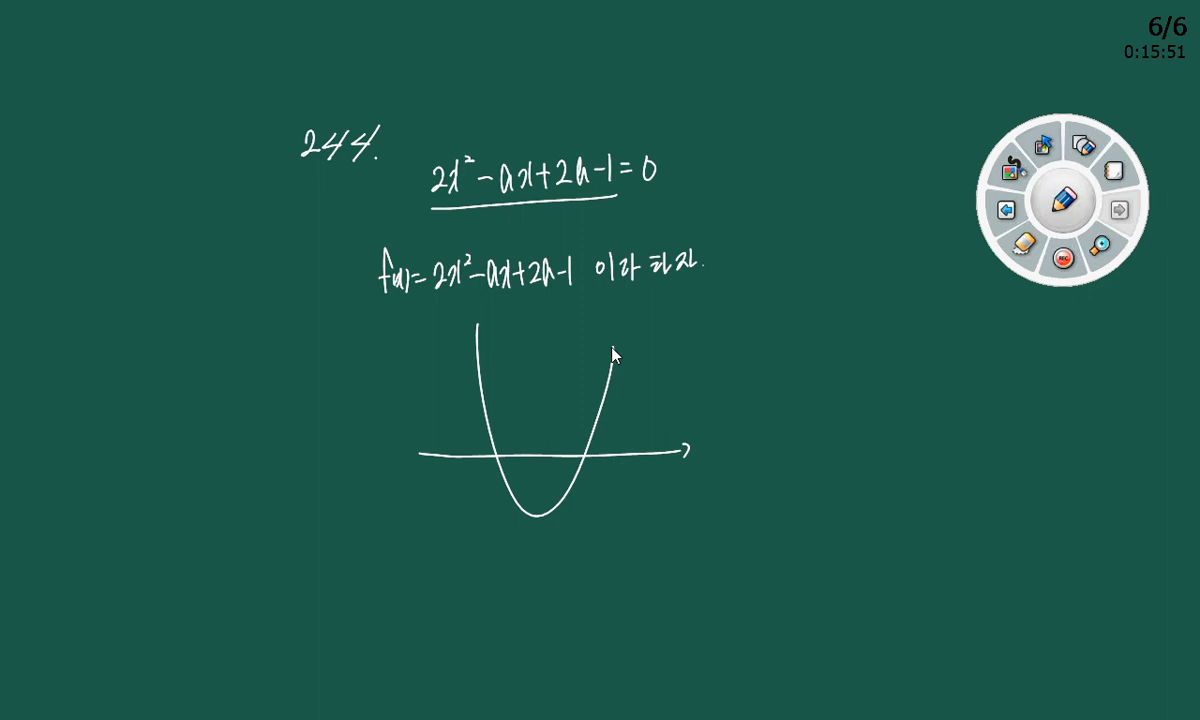 6/6
0:15:51
244.
2x² - ax + 2a - 1 = 0
f(x) = 2x² - ax + 2a - 1 이라 하자.
REC